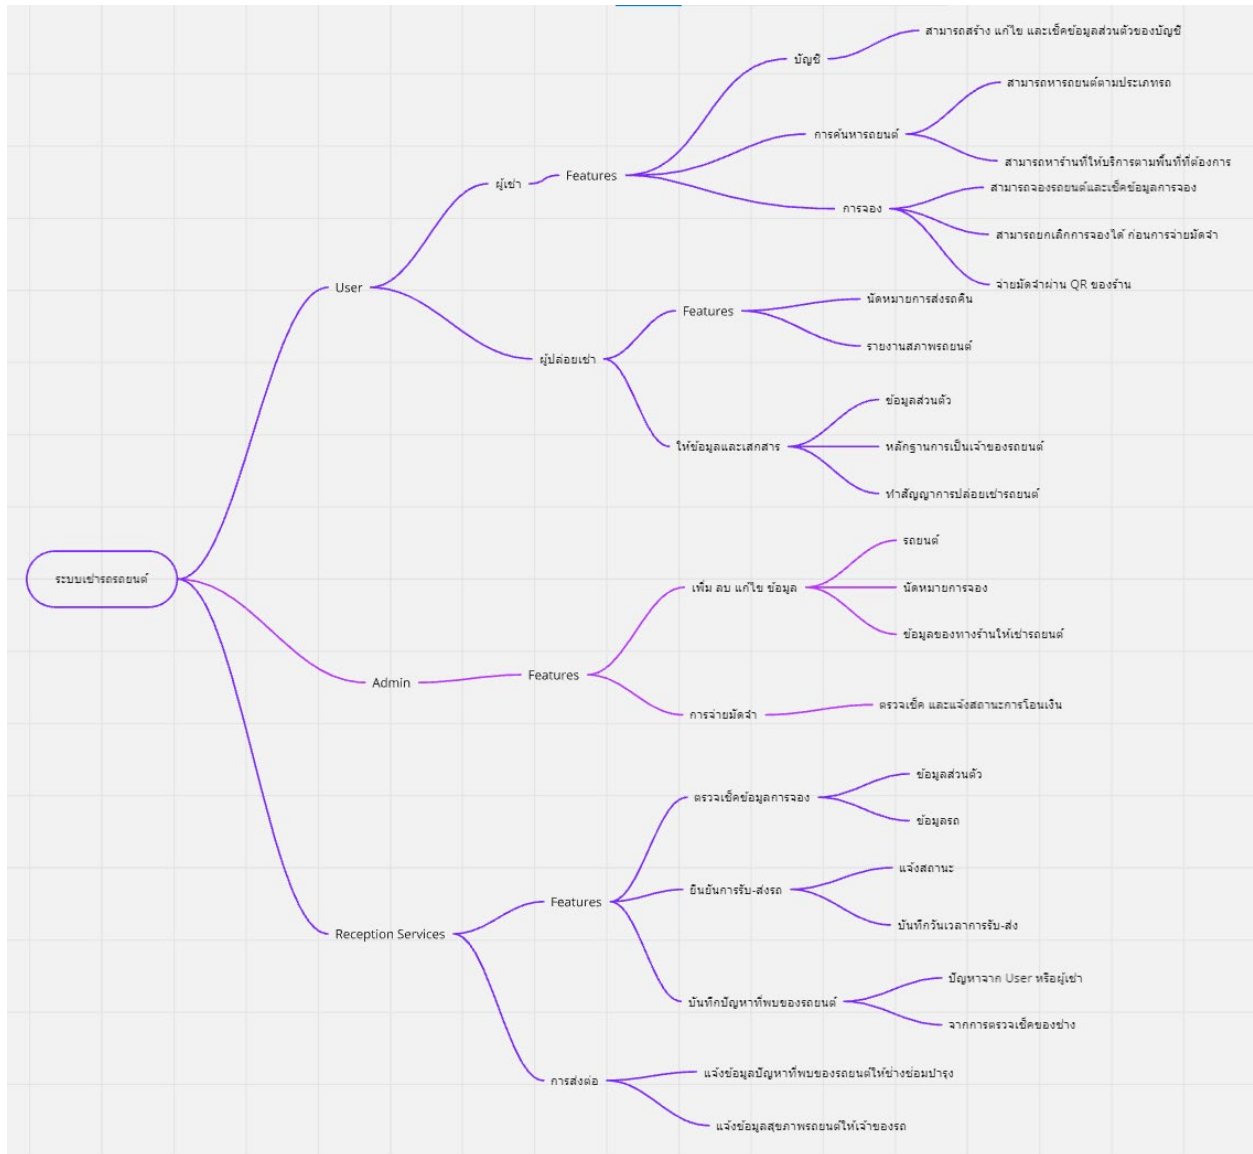 สามารถสร้าง แก้ไข และเช็คข้อมูลส่วนตัวของบัญชี
บัญชี
สามารถหารถยนต์ตามประเภทรถ
การค้นหารถยนต์
สามารถหาร้านที่ให้บริการตามพื้นที่ที่ต้องการ
ผู้เช่า
Features
สามารถจองรถยนต์และเช็คข้อมูลการจอง
การจอง
สามารถยกเลิกการจองได้ ก่อนการจ่ายมัดจำ
จ่ายมัดจำผ่าน QR ของร้าน
User
นัดหมายการส่งรถคืน
Features
รายงานสภาพรถยนต์
ผู้ปล่อยเช่า
ข้อมูลส่วนตัว
ให้ข้อมูลและเสกสาร
หลักฐานการเป็นเจ้าของรถยนต์
ทำสัญญาการปล่อยเช่ารถยนต์
ระบบเช่ารถรถยนต์
รถยนต์
เพิ่ม ลบ แก้ไข ข้อมูล
นัดหมายการจอง
ข้อมูลของทางร้านให้เช่ารถยนต์
Admin
Features
การจ่ายมัดจำ
ตรวจเช็ค และแจ้งสถานะการโอนเงิน
ข้อมูลส่วนตัว
ตรวจเช็คข้อมูลการจอง
ข้อมูลรถ
แจ้งสถานะ
Features
ยืนยันการรับ-ส่งรถ
บันทึกวันเวลาการรับ-ส่ง
Reception Services
ปัญหาจาก User หรือผู้เช่า
บันทึกปัญหาที่พบของรถยนต์
จากการตรวจเช็คของช่าง
แจ้งข้อมูลปัญหาที่พบของรถยนต์ให้ช่างซ่อมบำรุง
การส่งต่อ
แจ้งข้อมูลสุขภาพรถยนต์ให้เจ้าของรถ